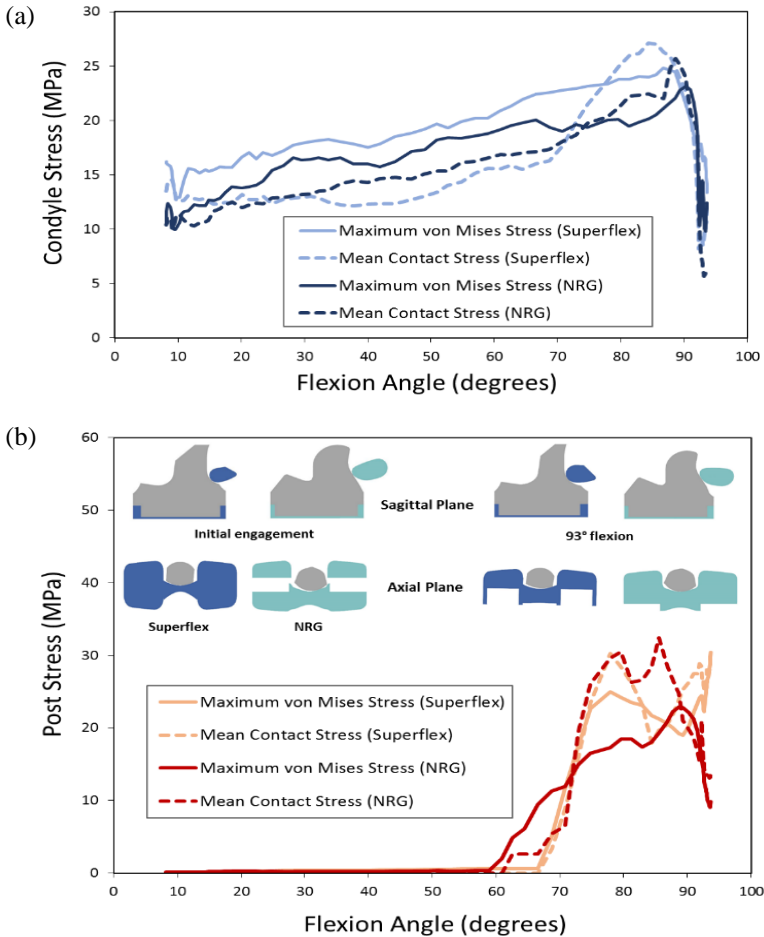 (a)
Condyle Stress (MPa)
30
25
20
15
10
5
0
Maximum von Mises Stress (Superflex)
Mean Contact Stress (Superflex)
Maximum von Mises Stress (NRG)
Mean Contact Stress (NRG)
0 10 20 30 40 50 60 70 80 90 100
Flexion Angle (degrees)
(b)
Post Stress (MPa)
60
50
40
30
20
10
0
Sagittal Plane
Initial engagement
93° flexion
Axial Plane
Superflex
NRG
Maximum von Mises Stress (Superflex)
Mean Contact Stress (Superflex)
Maximum von Mises Stress (NRG)
Mean Contact Stress (NRG)
0 10 20 30 40 50 60 70 80 90 100
Flexion Angle (degrees)